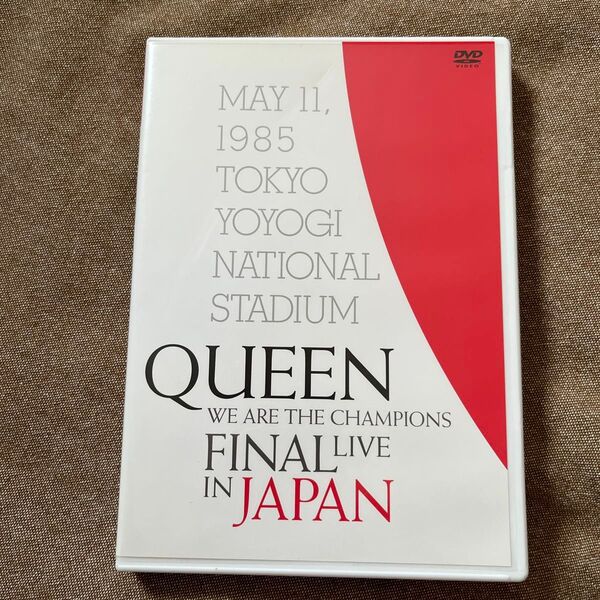 DVD
VIDEO
MAY 11,
1985
TOKYO
YOYOGI
NATIONAL
STADIUM
QUEEN
WE ARE THE CHAMPIONS
FINAL LIVE
IN JAPAN